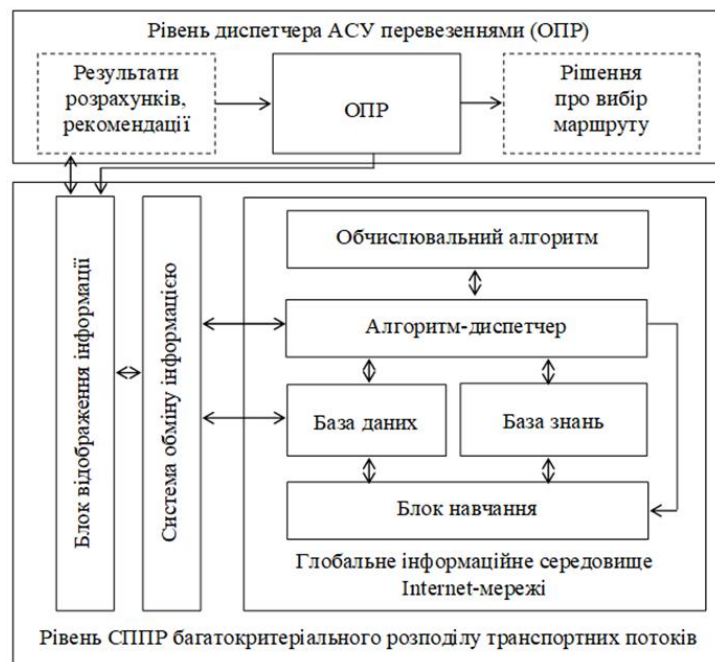 Рівень диспетчера АСУ перевезеннями (ОПР)
Результати
розрахунків,
рекомендації
ОПР
Рішення
про вибір
маршруту
Блок відображення інформації
Система обміну інформацією
Обчислювальний алгоритм
Алгоритм-диспетчер
База даних
База знань
Блок навчання
Глобальне інформаційне середовище
Internet-мережі
Рівень СППР багатокритеріального розподілу транспортних потоків